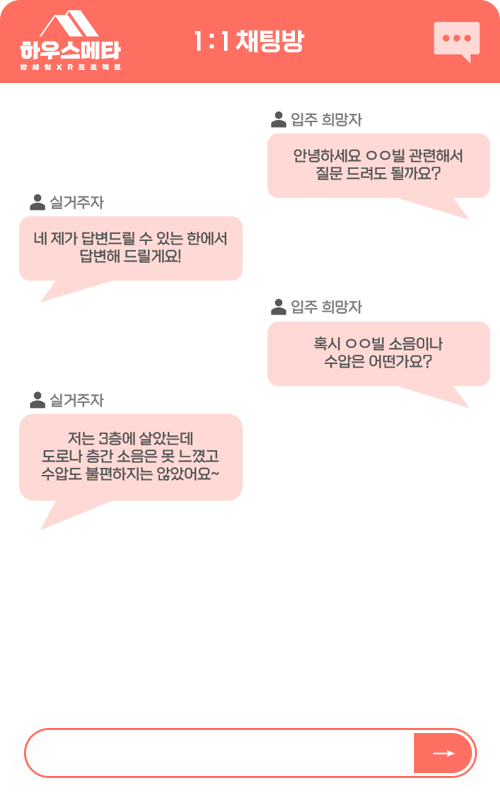 하우스메타
방체험XR프로젝트
1:1 채팅방
입주 희망자
안녕하세요 ㅇㅇ빌 관련해서
질문 드려도 될까요?
실거주자
네 제가 답변드릴 수 있는 한에서
답변해 드릴게요!
입주 희망자
혹시 ㅇㅇ빌 소음이나
수압은 어떤가요?
실거주자
저는 3층에 살았는데
도로나 층간 소음은 못 느꼈고
수압도 불편하지는 않았어요~